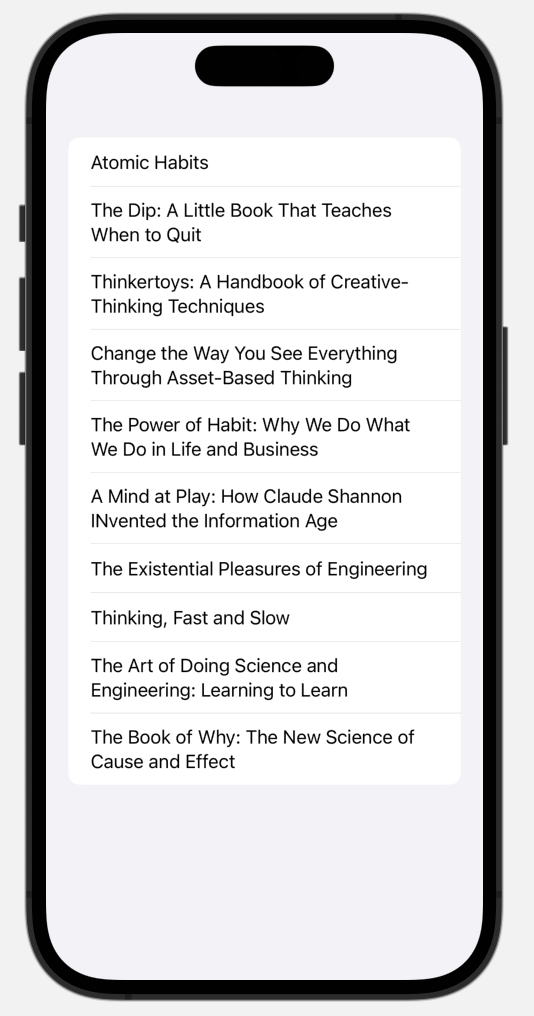 Atomic Habits
The Dip: A Little Book That Teaches
When to Quit
Thinkertoys: A Handbook of Creative-
Thinking Techniques
Change the Way You See Everything
Through Asset-Based Thinking
The Power of Habit: Why We Do What
We Do in Life and Business
A Mind at Play: How Claude Shannon
INvented the Information Age
The Existential Pleasures of Engineering
Thinking, Fast and Slow
The Art of Doing Science and
Engineering: Learning to Learn
The Book of Why: The New Science of
Cause and Effect